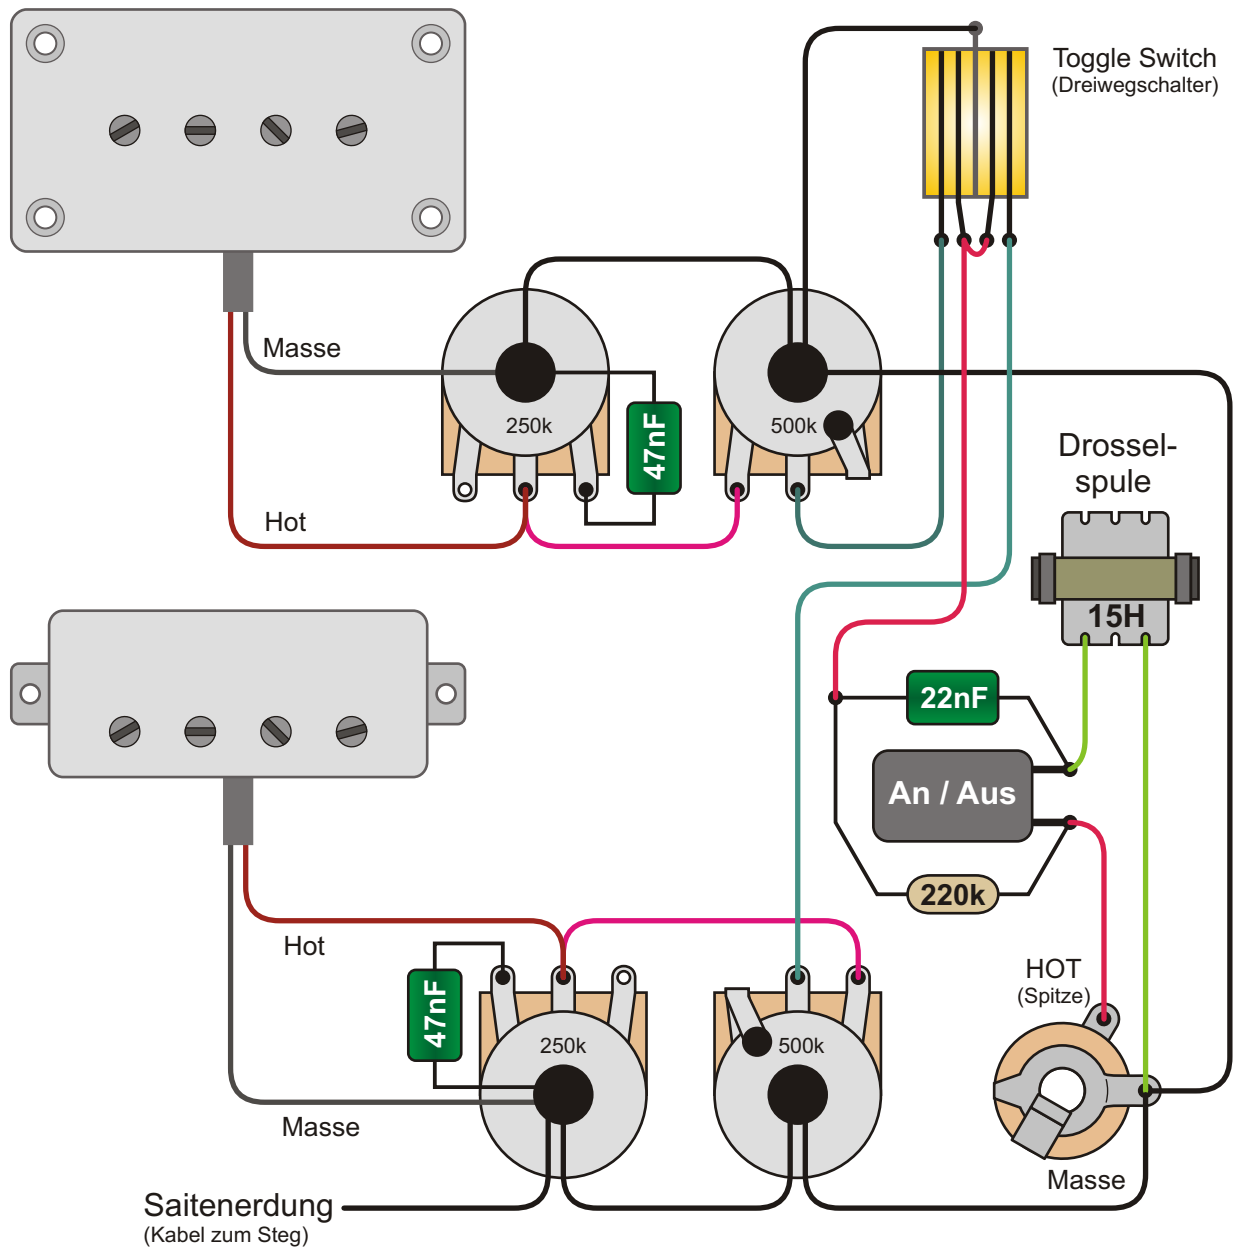 Toggle Switch
(Dreiwegschalter)
Masse
250k
47nF
500k
Hot
Drossel-
spule
15H
22nF
An / Aus
220k
Hot
47nF
250k
500k
HOT
(Spitze)
Masse
Masse
Saitenerdung
(Kabel zum Steg)